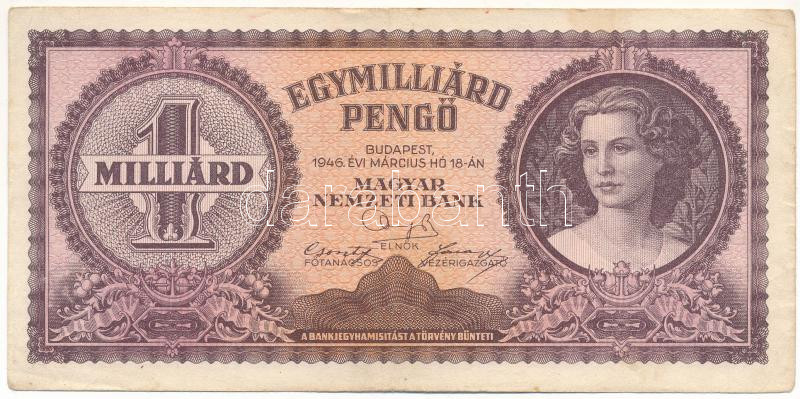 EGYMILLIÁRD
PENGŐ
1
MILLIÁRD
BUDAPEST,
1946. ÉVI MÁRCIUS HÓ 18-ÁN
MAGYAR
NEMZETI BANK
ELNÖK
FŐTANÁCSOS VEZÉRIGAZGATÓ
A BANKJEGYHAMISITÁST A TÖRVÉNY BÜNTETI
darabanth